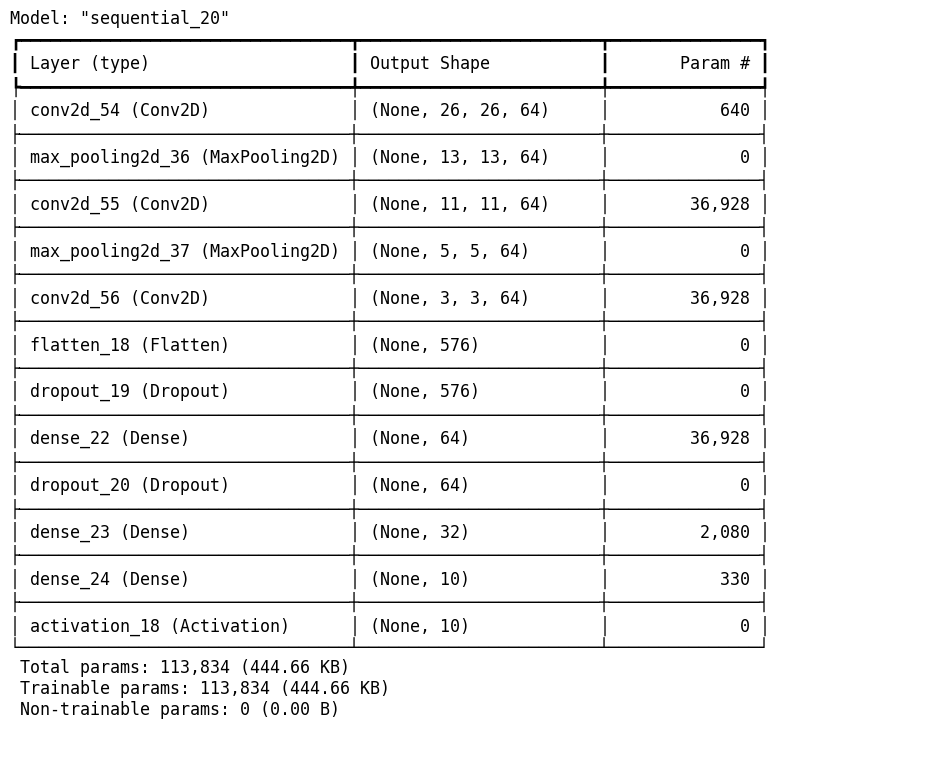 Model: "sequential_20"
Layer (type) Output Shape Param #
conv2d_54 (Conv2D) (None, 26, 26, 64) 640
max_pooling2d_36 (MaxPooling2D) (None, 13, 13, 64) 0
conv2d_55 (Conv2D) (None, 11, 11, 64) 36,928
max_pooling2d_37 (MaxPooling2D) (None, 5, 5, 64) 0
conv2d_56 (Conv2D) (None, 3, 3, 64) 36,928
flatten_18 (Flatten) (None, 576) 0
dropout_19 (Dropout) (None, 576) 0
dense_22 (Dense) (None, 64) 36,928
dropout_20 (Dropout) (None, 64) 0
dense_23 (Dense) (None, 32) 2,080
dense_24 (Dense) (None, 10) 330
activation_18 (Activation) (None, 10) 0
Total params: 113,834 (444.66 KB)
Trainable params: 113,834 (444.66 KB)
Non-trainable params: 0 (0.00 B)